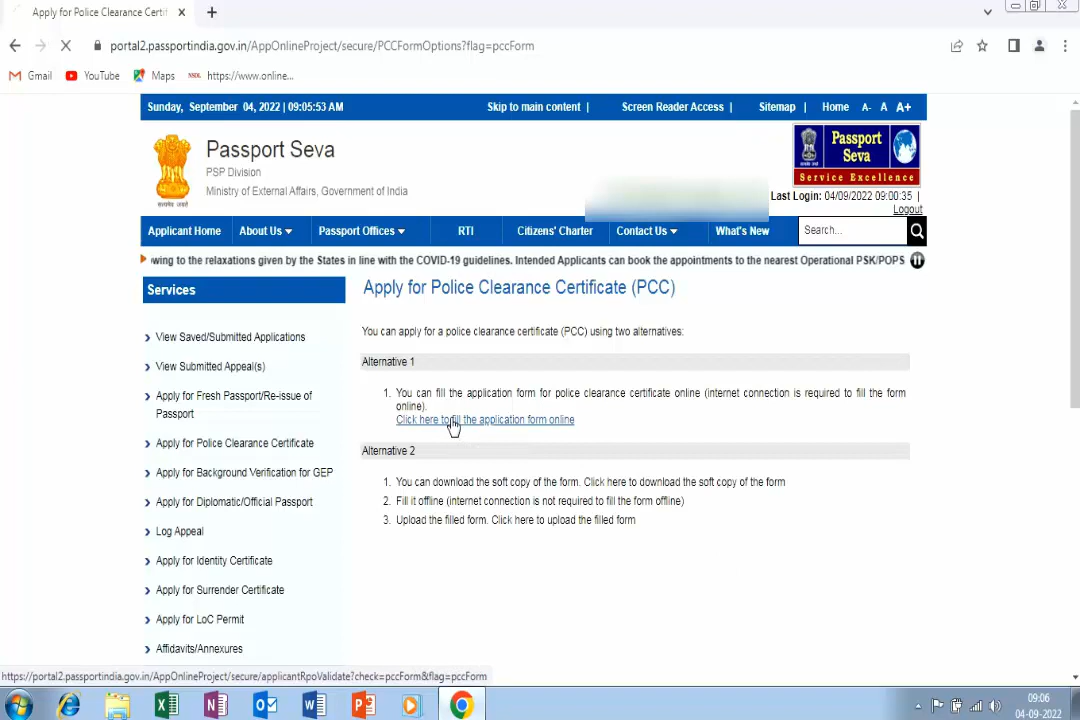 Apply for Police Clearance Certi
portal2.passportindia.gov.in/AppOnlineProject/secure/PCCFormOptions?flag=pccForm
Gmail YouTube Maps https://www.online...
Sunday, September 04, 2022 | 09:05:53 AM Skip to main content | Screen Reader Access | Sitemap | Home A- A A+
Passport Seva
PSP Division
Ministry of External Affairs, Government of India
Passport
Seva
Service Excellence
Last Login: 04/09/2022 09:00:35 |
Logout
Applicant Home About Us Passport Offices RTI Citizens' Charter Contact Us What's New Search...
wing to the relaxations given by the States in line with the COVID-19 guidelines. Intended Applicants can book the appointments to the nearest Operational PSK/POPS
Services
View Saved/Submitted Applications
View Submitted Appeal(s)
Apply for Fresh Passport/Re-issue of
Passport
Apply for Police Clearance Certificate
Apply for Background Verification for GEP
Apply for Diplomatic/Official Passport
Log Appeal
Apply for Identity Certificate
Apply for Surrender Certificate
Apply for LoC Permit
Affidavits/Annexures
Apply for Police Clearance Certificate (PCC)
You can apply for a police clearance certificate (PCC) using two alternatives:
Alternative 1
1. You can fill the application form for police clearance certificate online (internet connection is required to fill the form
online).
Click here to fill the application form online
Alternative 2
1. You can download the soft copy of the form. Click here to download the soft copy of the form
2. Fill it offline (internet connection is not required to fill the form offline)
3. Upload the filled form. Click here to upload the filled form
https://portal2.passportindia.gov.in/AppOnlineProject/secure/applicantRpoValidate?check=pccForm&flag=pccForm
09:06
04-09-2022